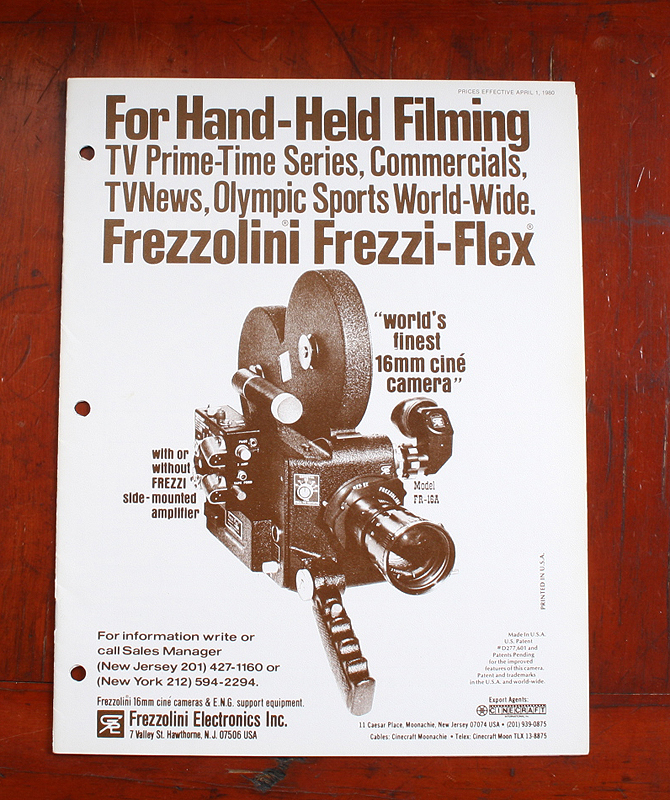 PRICES EFFECTIVE APRIL 1, 1980
For Hand-Held Filming
TV Prime-Time Series, Commercials,
TVNews, Olympic Sports World-Wide.
Frezzolini® Frezzi-Flex®
"world's
finest
16mm ciné
camera"
with or
without
FREZZI
side-mounted
amplifier
Model
FR-16A
PRINTED IN U.S.A.
For information write or
call Sales Manager
(New Jersey 201) 427-1160 or
(New York 212) 594-2294.
Made In U.S.A.
U.S. Patent
#D277,601 and
Patents Pending
for the improved
features of this camera.
Patent and trademarks
in the U.S.A. and world-wide.
Frezzolini 16mm ciné cameras & E.N.G. support equipment.
Frezzolini Electronics Inc.
7 Valley St. Hawthorne, N.J. 07506 USA
Export Agents:
CINECRAFT
INTERNATIONAL, INC.
11 Caesar Place, Moonachie, New Jersey 07074 USA • (201) 939-0875
Cables: Cinecraft Moonachie • Telex: Cinecraft Moon TLX 13-8875